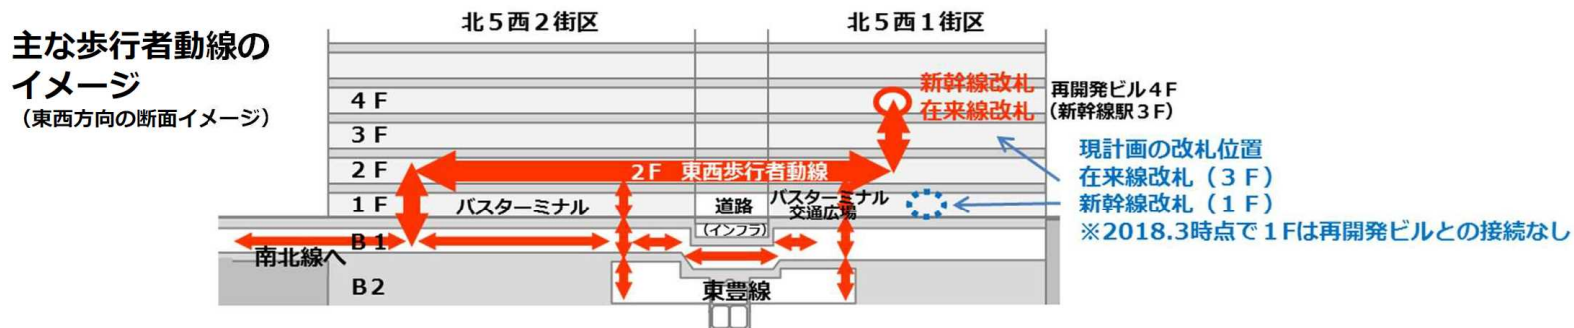 主な歩行者動線の
イメージ
（東西方向の断面イメージ）
北５西２街区
北５西１街区
４Ｆ
３Ｆ
２Ｆ
１Ｆ
Ｂ１
Ｂ２
新幹線改札
在来線改札
再開発ビル４Ｆ
（新幹線駅３Ｆ）
２Ｆ　東西歩行者動線
バスターミナル
道路
（インフラ）
バスターミナル
交通広場
南北線へ
東豊線
現計画の改札位置
在来線改札（３Ｆ）
新幹線改札（１Ｆ）
※2018.3時点で１Fは再開発ビルとの接続なし